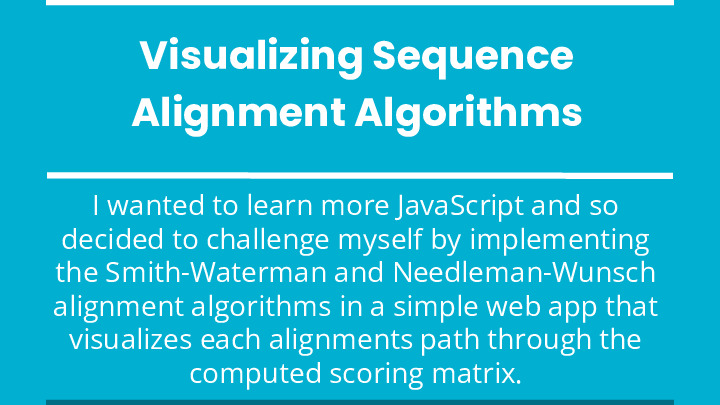 Visualizing Sequence
Alignment Algorithms
I wanted to learn more JavaScript and so
decided to challenge myself by implementing
the Smith-Waterman and Needleman-Wunsch
alignment algorithms in a simple web app that
visualizes each alignments path through the
computed scoring matrix.